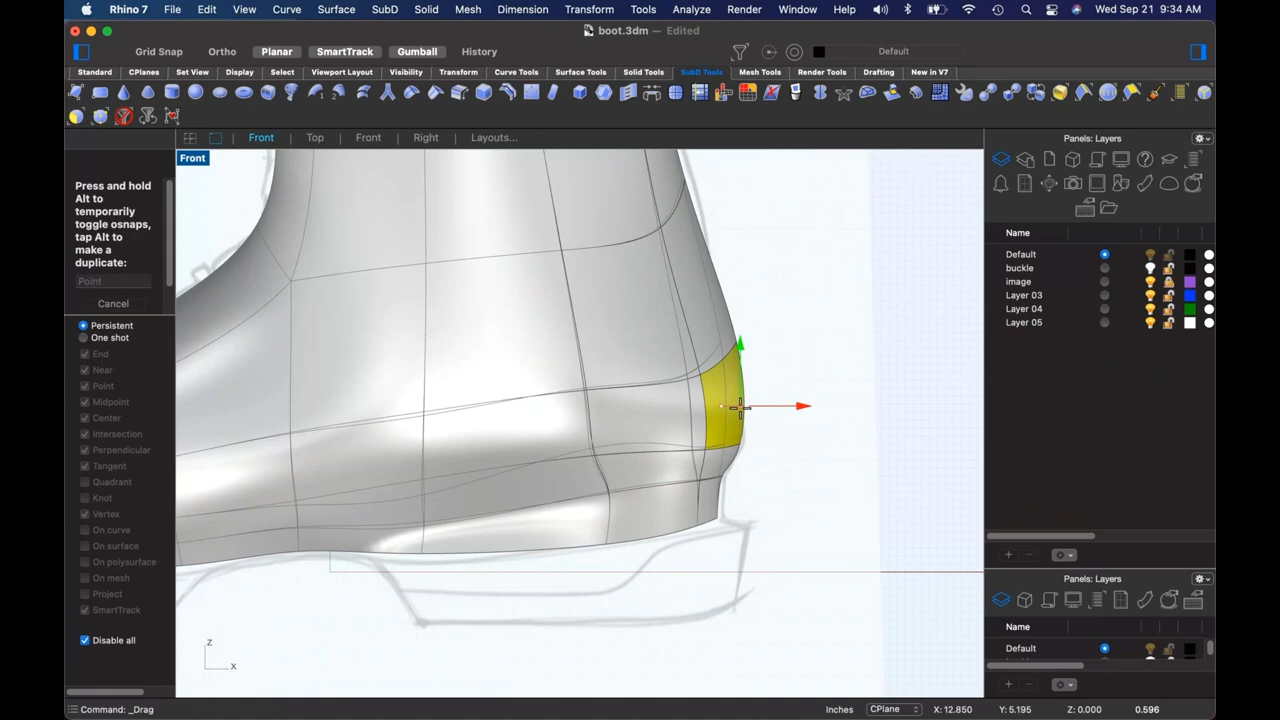 Rhino 7 File Edit View Curve Surface SubD Solid Mesh Dimension Transform Tools Analyze Render Window Help Wed Sep 21 9:34 AM
boot.3dm — Edited
Grid Snap Ortho Planar SmartTrack Gumball History Default
Standard CPlanes Set View Display Select Viewport Layout Visibility Transform Curve Tools Surface Tools Solid Tools SubD Tools Mesh Tools Render Tools Drafting New in V7
Front Top Front Right Layouts... Panels: Layers
Front
Press and hold
Alt to
temporarily
toggle osnaps,
tap Alt to
make a
duplicate:
Point
Cancel
Persistent
One shot
End
Near
Point
Midpoint
Center
Intersection
Perpendicular
Tangent
Quadrant
Knot
Vertex
On curve
On surface
On polysurface
On mesh
Project
SmartTrack
Disable all
z
x
Name
Default
buckle
image
Layer 03
Layer 04
Layer 05
Panels: Layers
Name
Default
Command: _Drag Inches CPlane X: 12.850 Y: 5.195 Z: 0.000 0.596